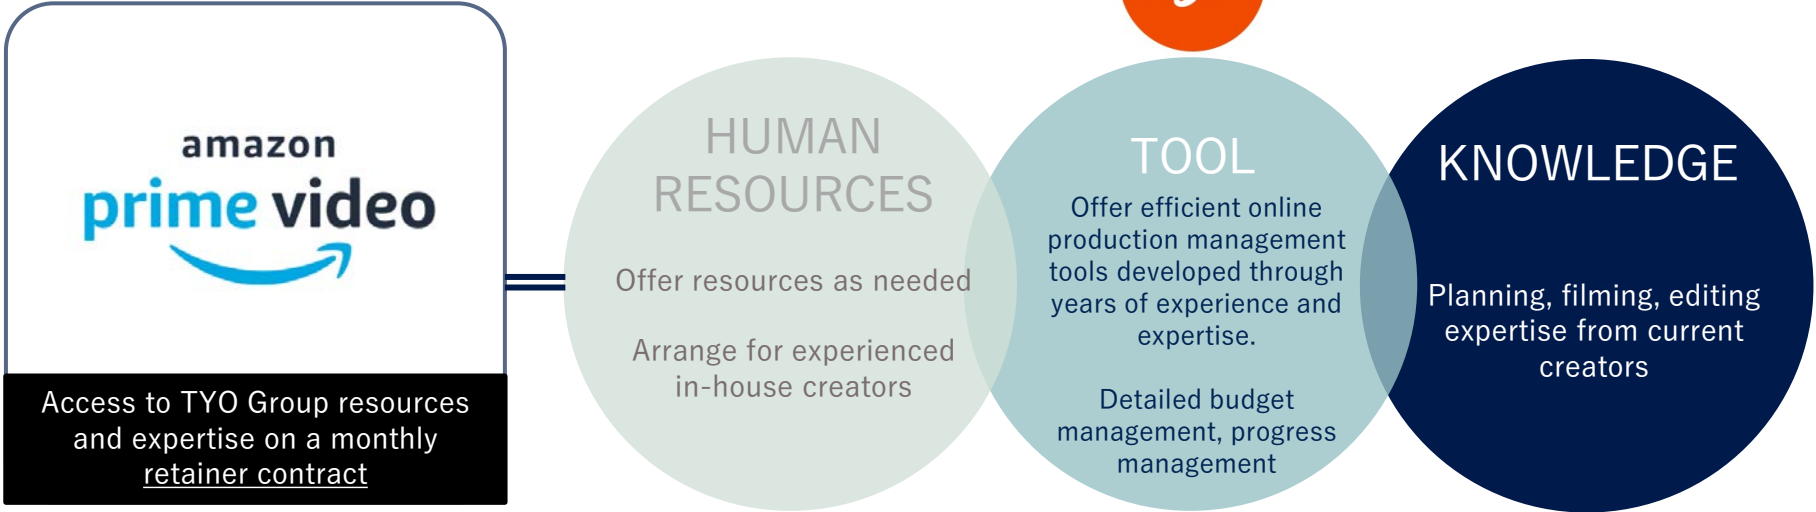 amazon
prime video
Access to TYO Group resources
and expertise on a monthly
retainer contract
HUMAN
RESOURCES
Offer resources as needed
Arrange for experienced
in-house creators
TOOL
Offer efficient online
production management
tools developed through
years of experience and
expertise.
Detailed budget
management, progress
management
KNOWLEDGE
Planning, filming, editing
expertise from current
creators